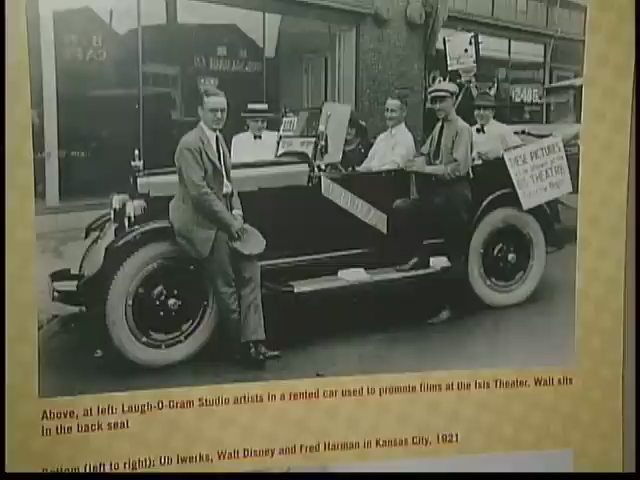 THESE PICTURES
ISIS THEATRE
Above, at left: Laugh-O-Gram Studio artists in a rented car used to promote films at the Isis Theater. Walt sits
in the back seat
Bottom (left to right): Ub Iwerks, Walt Disney and Fred Harman in Kansas City, 1921